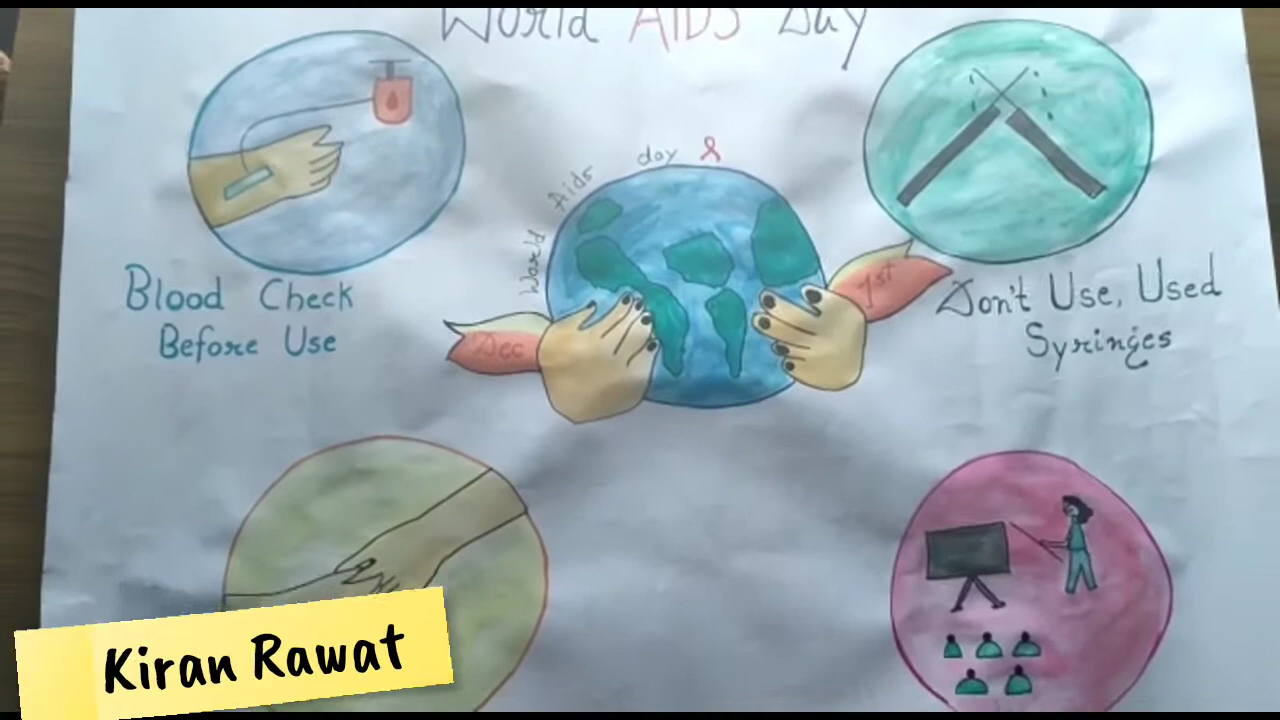 World AIDS Day
World Aids day
Blood Check
Before Use
Dec
1st
Don't Use, Used
Syringes
Kiran Rawat